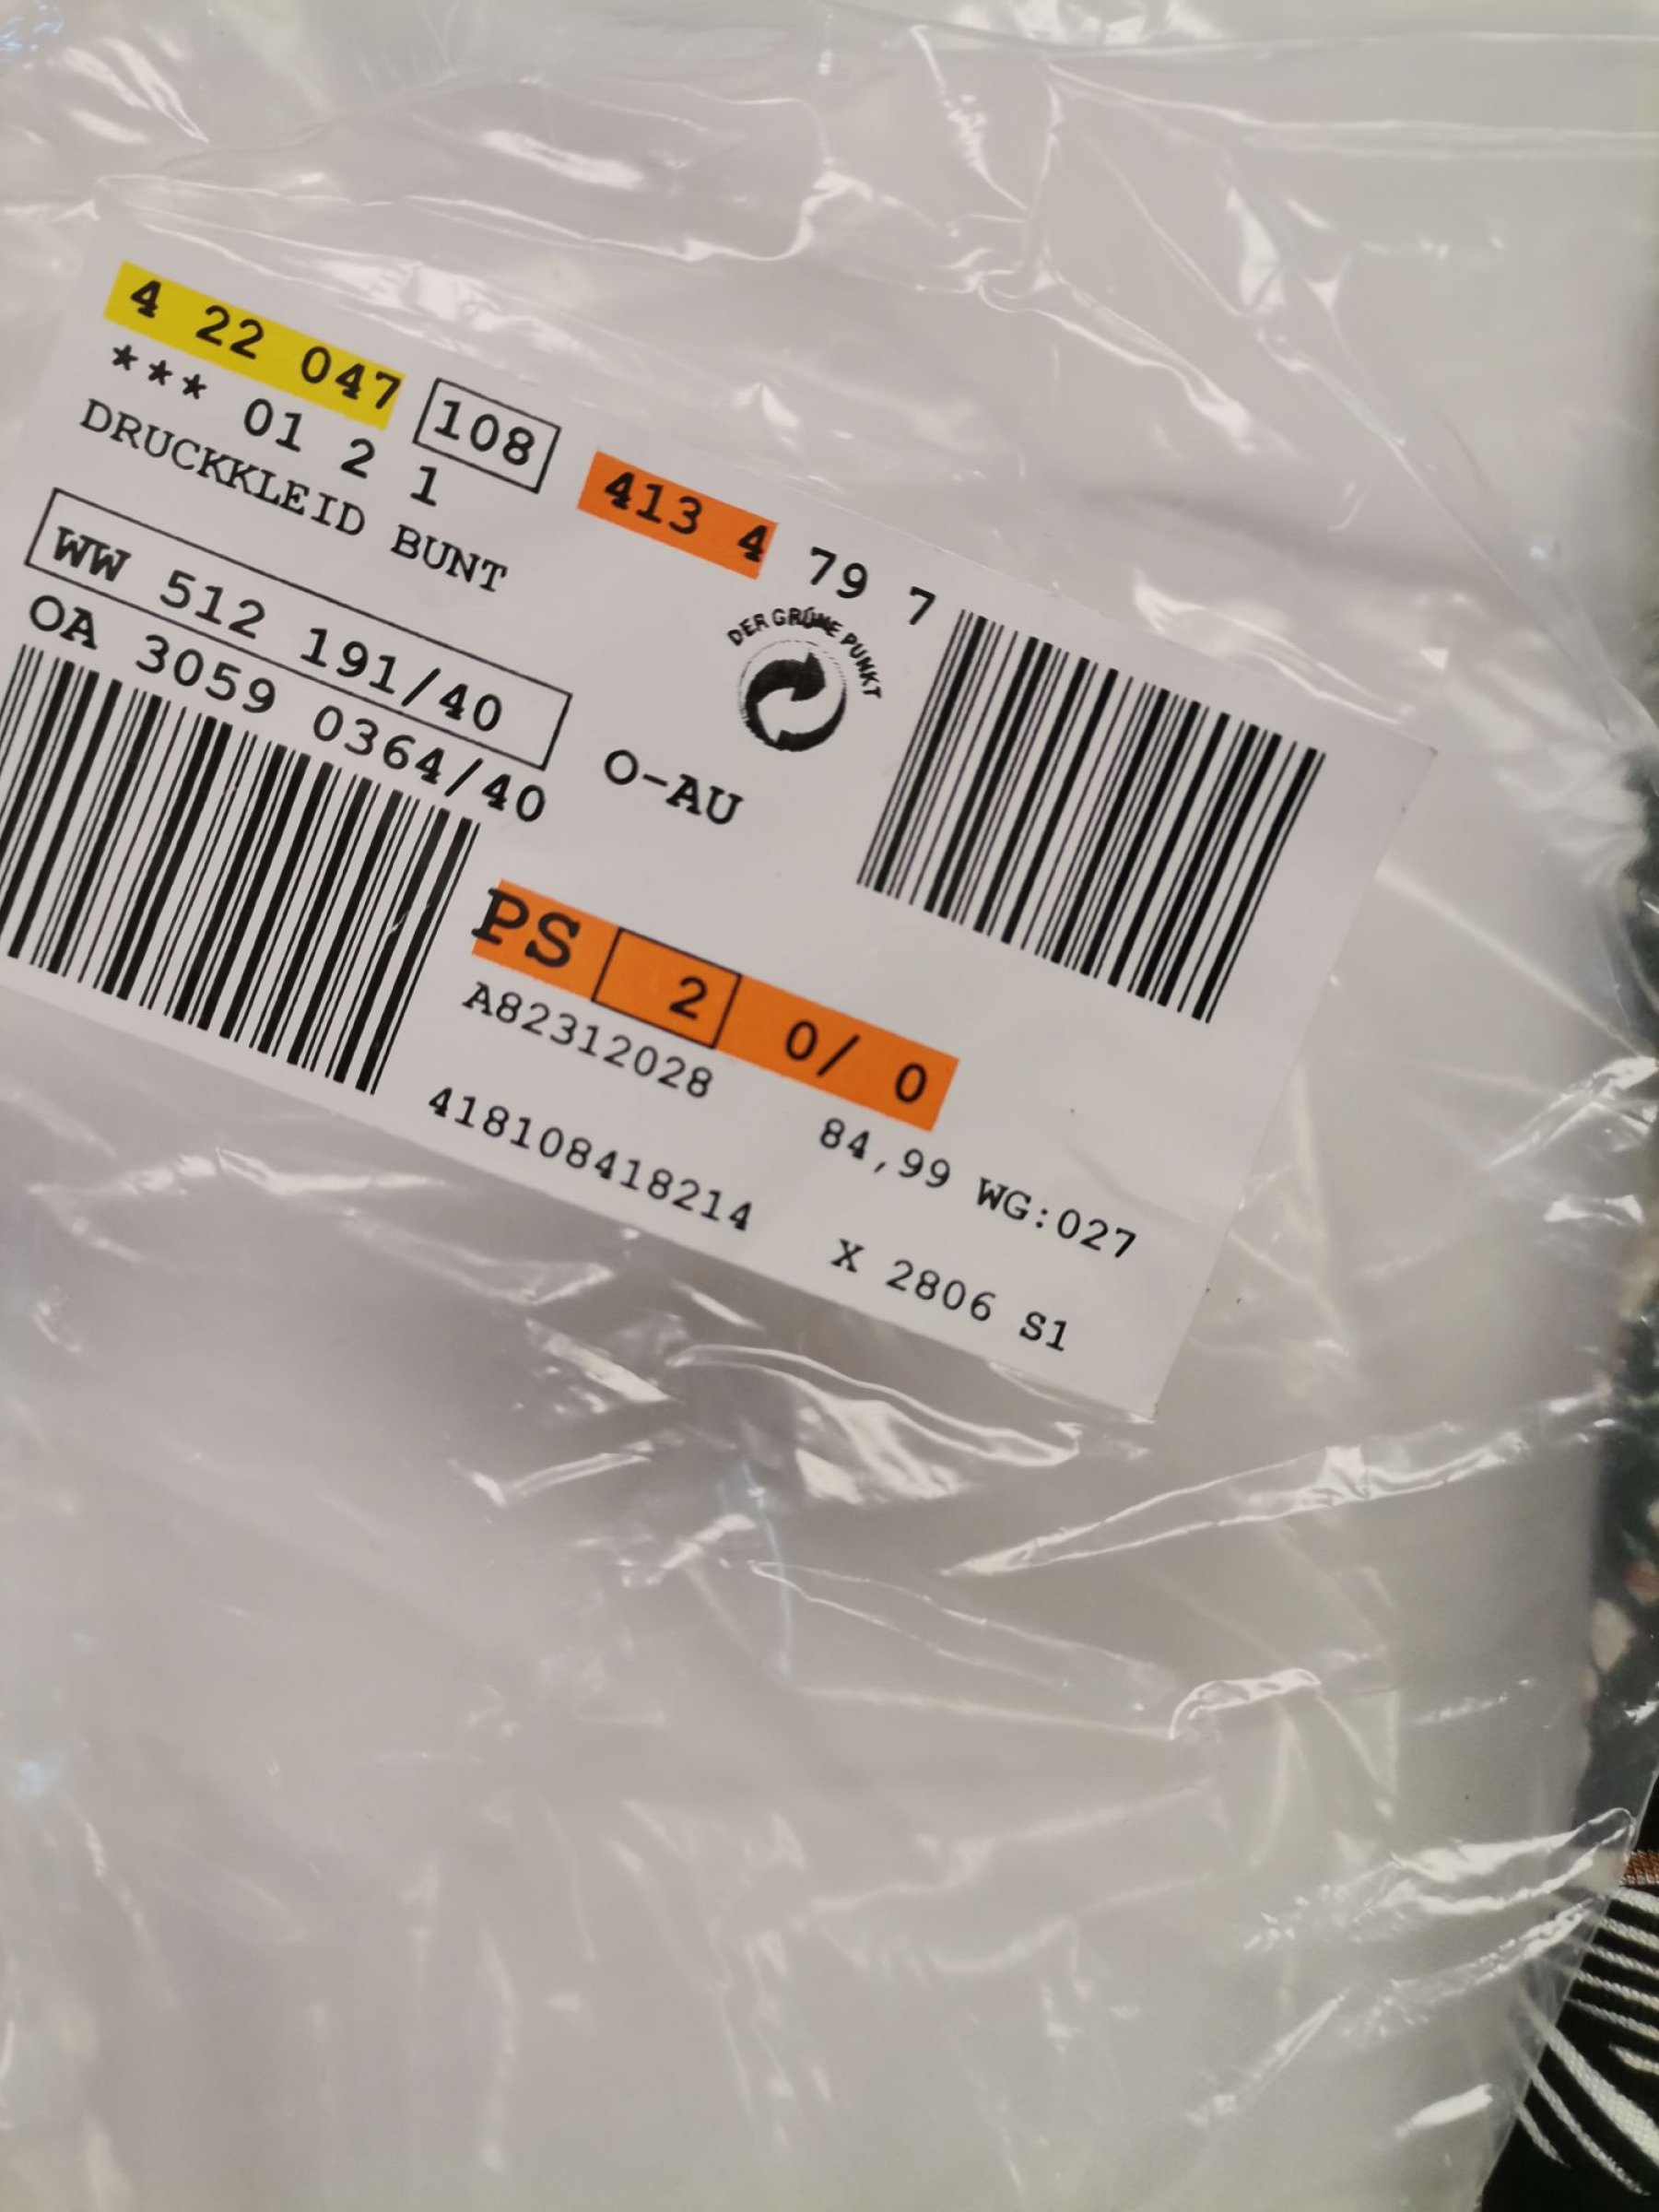 4 22 047 108 413 4 79 7
*** 01 2 1
DRUCKKLEID BUNT
DER GRÜNE PUNKT
WW 512 191/40
OA 3059 0364/40 O-AU
PS 2 0/ 0
A82312028 84,99 WG:027
418108418214 X 2806 S1